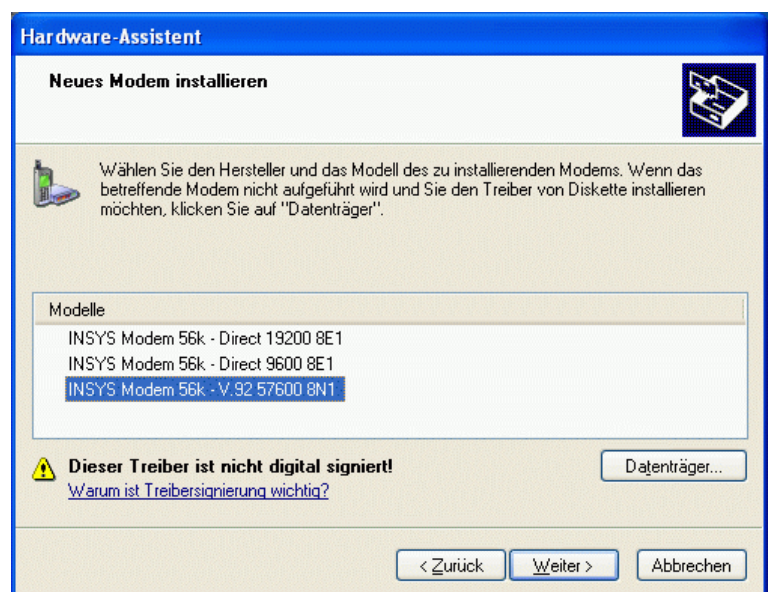 Hardware-Assistent
Neues Modem installieren
Wählen Sie den Hersteller und das Modell des zu installierenden Modems. Wenn das
betreffende Modem nicht aufgeführt wird und Sie den Treiber von Diskette installieren
möchten, klicken Sie auf "Datenträger".
Modelle
INSYS Modem 56k - Direct 19200 8E1
INSYS Modem 56k - Direct 9600 8E1
INSYS Modem 56k - V.92 57600 8N1
Dieser Treiber ist nicht digital signiert!
Datenträger...
Warum ist Treibersignierung wichtig?
< Zurück Weiter > Abbrechen